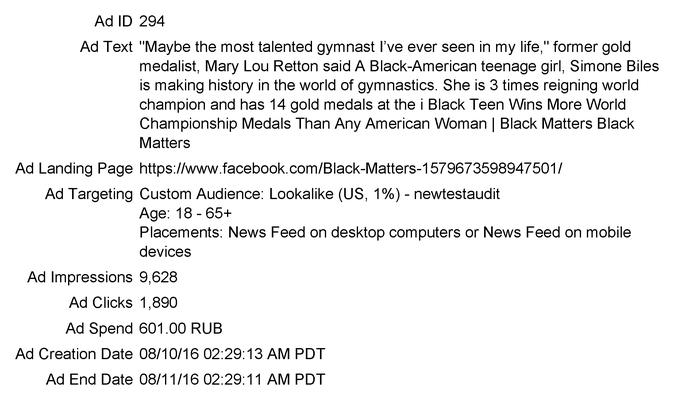 Ad ID 294
Ad Text "Maybe the most talented gymnast I've ever seen in my life," former gold
medalist, Mary Lou Retton said A Black-American teenage girl, Simone Biles
is making history in the world of gymnastics. She is 3 times reigning world
champion and has 14 gold medals at the i Black Teen Wins More World
Championship Medals Than Any American Woman | Black Matters Black
Matters
Ad Landing Page https://www.facebook.com/Black-Matters-1579673598947501/
Ad Targeting Custom Audience: Lookalike (US, 1%) - newtestaudit
Age: 18 - 65+
Placements: News Feed on desktop computers or News Feed on mobile
devices
Ad Impressions 9,628
Ad Clicks 1,890
Ad Spend 601.00 RUB
Ad Creation Date 08/10/16 02:29:13 AM PDT
Ad End Date 08/11/16 02:29:11 AM PDT